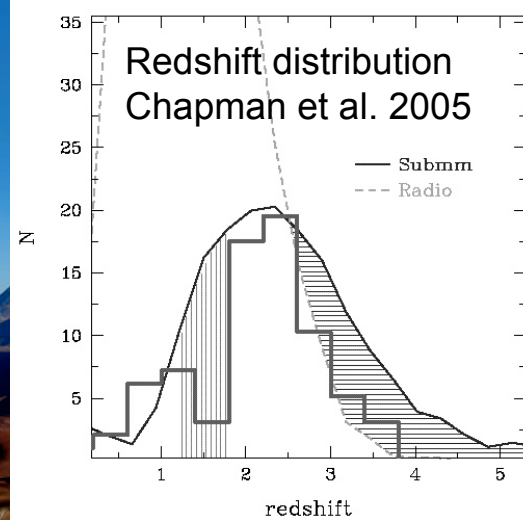 Redshift distribution
Chapman et al. 2005
Submm
Radio
35
30
25
20
15
10
5
N
1 2 3 4 5
redshift